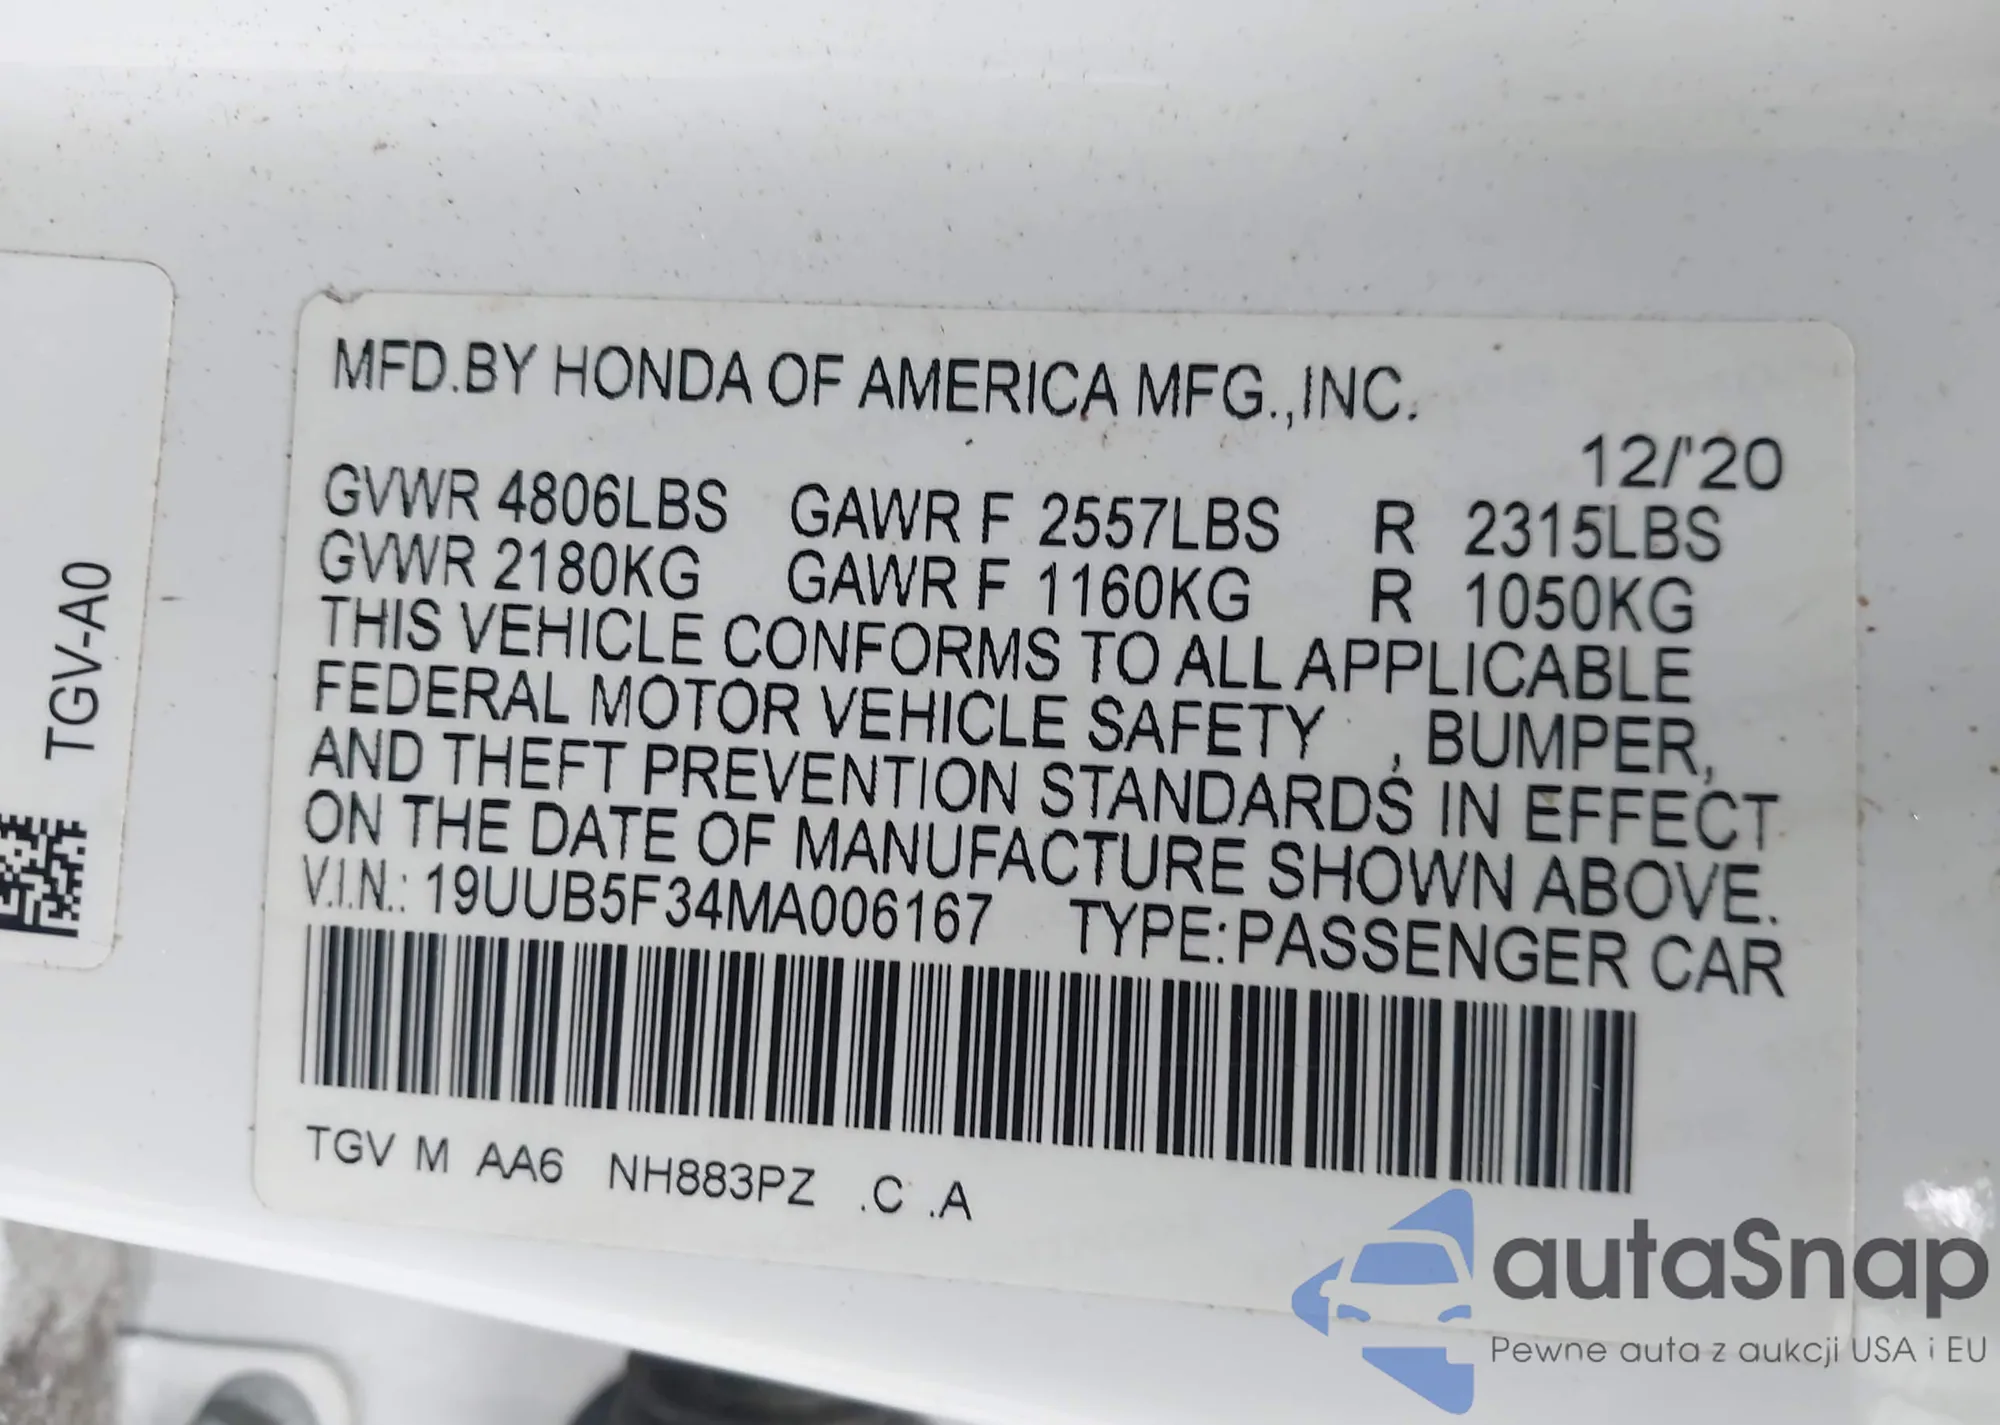 MFD.BY HONDA OF AMERICA MFG.,INC.
12/'20
GVWR 4806LBS GAWR F 2557LBS R 2315LBS
GVWR 2180KG GAWR F 1160KG R 1050KG
THIS VEHICLE CONFORMS TO ALL APPLICABLE
FEDERAL MOTOR VEHICLE SAFETY , BUMPER,
AND THEFT PREVENTION STANDARDS IN EFFECT
ON THE DATE OF MANUFACTURE SHOWN ABOVE.
V.I.N.: 19UUB5F34MA006167 TYPE:PASSENGER CAR
TGV M AA6 NH883PZ .C .A
TGV-A0
autaSnap
Pewne auta z aukcji USA i EU